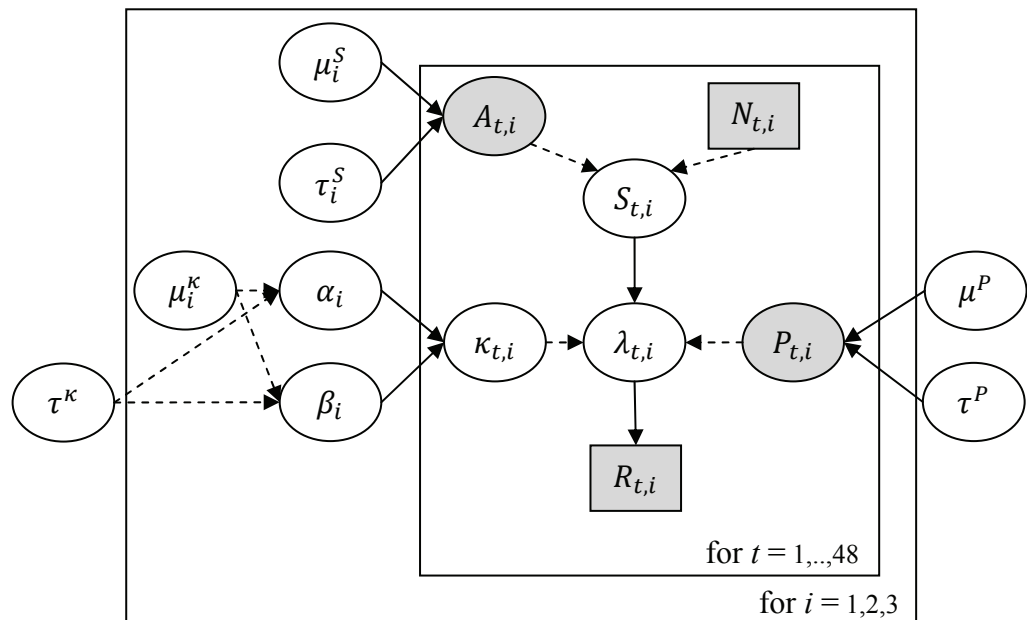 μ_i^S
A_{t,i}
N_{t,i}
τ_i^S
S_{t,i}
μ_i^κ
α_i
μ^P
κ_{t,i}
λ_{t,i}
P_{t,i}
τ^κ
β_i
τ^P
R_{t,i}
for t = 1,..,48
for i = 1,2,3